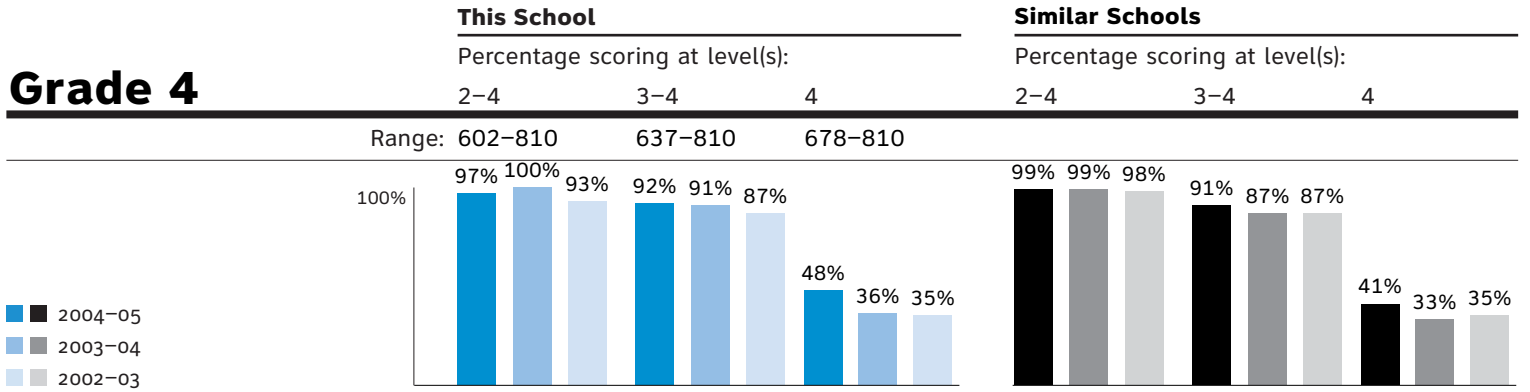 This School Similar Schools
Percentage scoring at level(s): Percentage scoring at level(s):
Grade 4 2–4 3–4 4 2–4 3–4 4
Range: 602–810 637–810 678–810
97% 100% 93% 92% 91% 87% 48% 36% 35% 99% 99% 98% 91% 87% 87% 41% 33% 35%
100%
2004–05
2003–04
2002–03